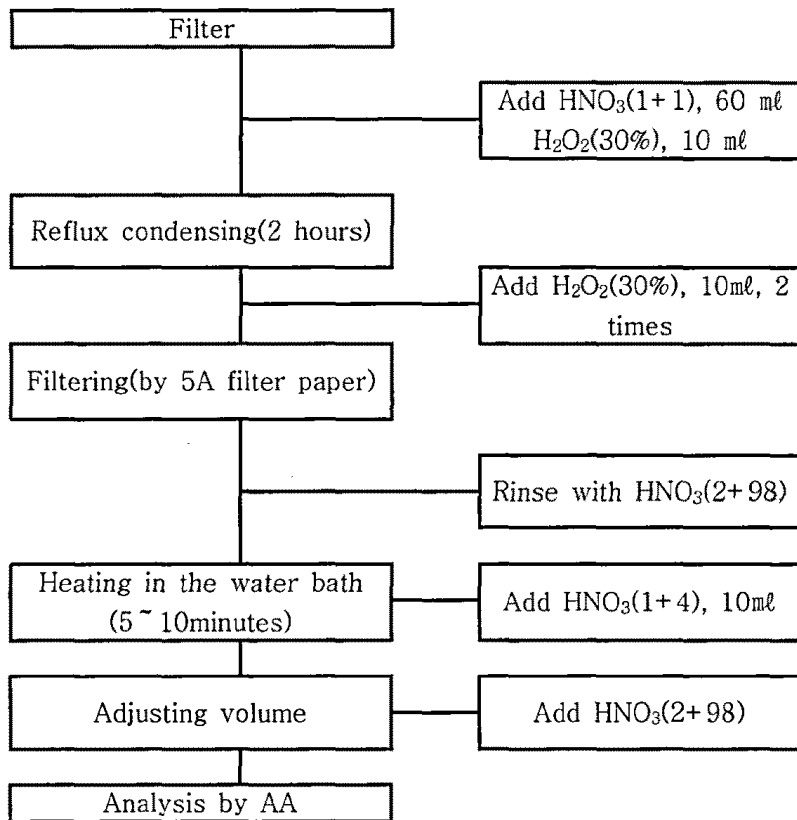 Filter
Add HNO₃(1+1), 60 mℓ
H₂O₂(30%), 10 mℓ
Reflux condensing(2 hours)
Add H₂O₂(30%), 10mℓ, 2
times
Filtering(by 5A filter paper)
Rinse with HNO₃(2+98)
Heating in the water bath
(5~10minutes)
Add HNO₃(1+4), 10mℓ
Adjusting volume
Add HNO₃(2+98)
Analysis by AA